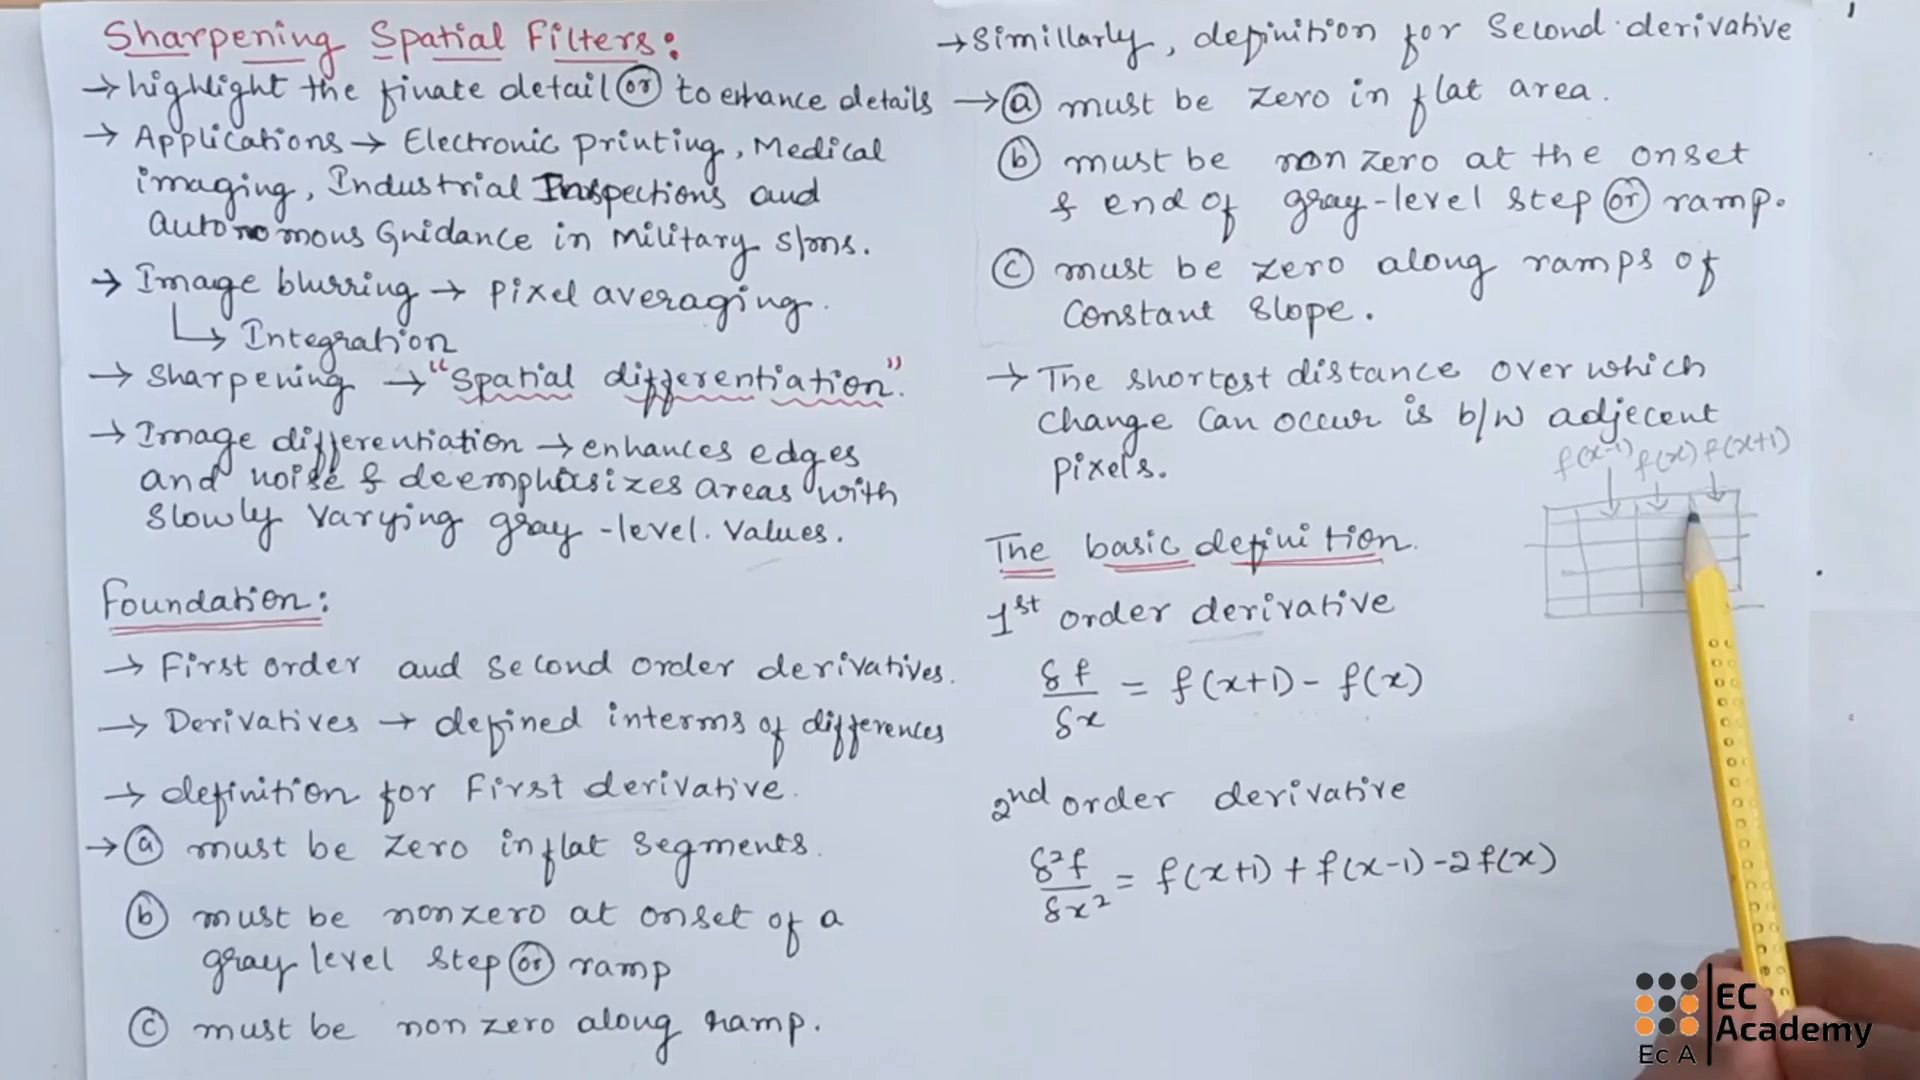 Sharpening Spatial Filters:
→ highlight the finate detail (or) to enhance details
→ Applications → Electronic printing, Medical
imaging, Industrial Inspections and
Autonomous Guidance in Military s/ms.
→ Image blurring → pixel averaging.
↳ Integration
→ Sharpening → "Spatial differentiation".
→ Image differentiation → enhances edges
and noise & deemphasizes areas with
slowly varying gray-level. values.
Foundation:
→ First order and second order derivatives.
→ Derivatives → defined interms of differences
→ definition for First derivative.
→ (a) must be zero in flat segments.
(b) must be nonzero at onset of a
gray level step (or) ramp
(c) must be non zero along ramp.
→ Simillarly, definition for Second derivative
→ (a) must be zero in flat area.
(b) must be non zero at the onset
& end of gray-level step (or) ramp.
(c) must be zero along ramps of
constant slope.
→ The shortest distance over which
change can occur is b/w adjecent
pixels.
f(x-1) f(x) f(x+1)
The basic definition.
1st order derivative
δf/δx = f(x+1) - f(x)
2nd order derivative
δ²f/δx² = f(x+1) + f(x-1) - 2f(x)
EC
Academy
Ec A